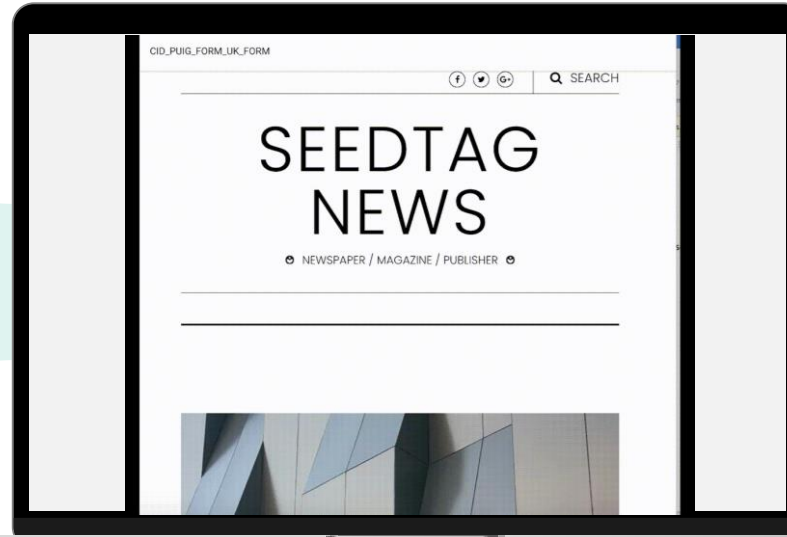 CID_PUIG_FORM_UK_FORM
SEARCH
SEEDTAG
NEWS
NEWSPAPER / MAGAZINE / PUBLISHER